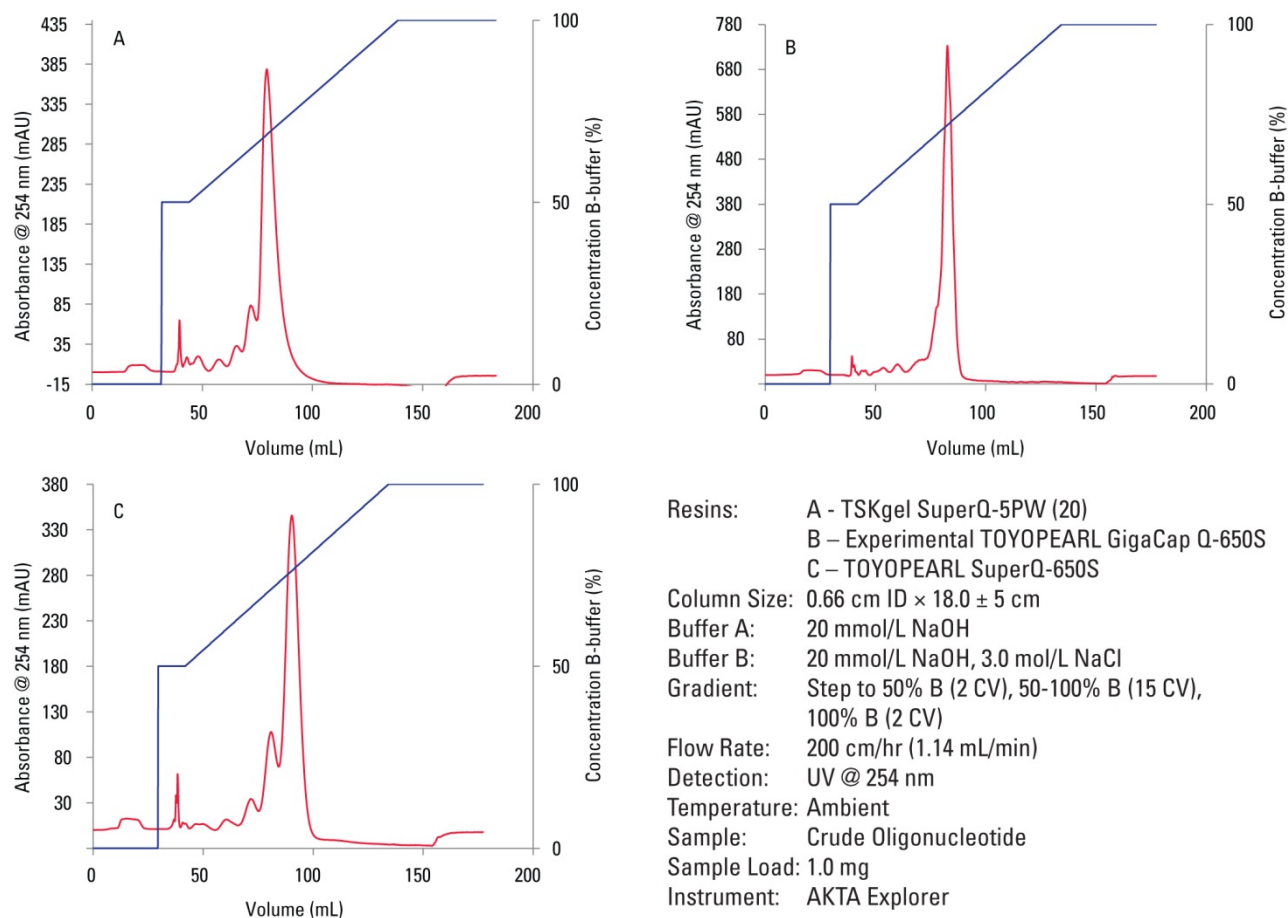 A
435
385
335
285
235
185
135
85
35
-15
100
50
0
0 50 100 150 200
Absorbance @ 254 nm (mAU)
Concentration B-buffer (%)
Volume (mL)
B
780
680
580
480
380
280
180
80
100
50
0
0 50 100 150 200
Absorbance @ 254 nm (mAU)
Concentration B-buffer (%)
Volume (mL)
C
380
330
280
230
180
130
80
30
100
50
0
0 50 100 150 200
Absorbance @ 254 nm (mAU)
Concentration B-buffer (%)
Volume (mL)
Resins: A - TSKgel SuperQ-5PW (20)
B – Experimental TOYOPEARL GigaCap Q-650S
C – TOYOPEARL SuperQ-650S
Column Size: 0.66 cm ID × 18.0 ± 5 cm
Buffer A: 20 mmol/L NaOH
Buffer B: 20 mmol/L NaOH, 3.0 mol/L NaCl
Gradient: Step to 50% B (2 CV), 50-100% B (15 CV),
100% B (2 CV)
Flow Rate: 200 cm/hr (1.14 mL/min)
Detection: UV @ 254 nm
Temperature: Ambient
Sample: Crude Oligonucleotide
Sample Load: 1.0 mg
Instrument: AKTA Explorer